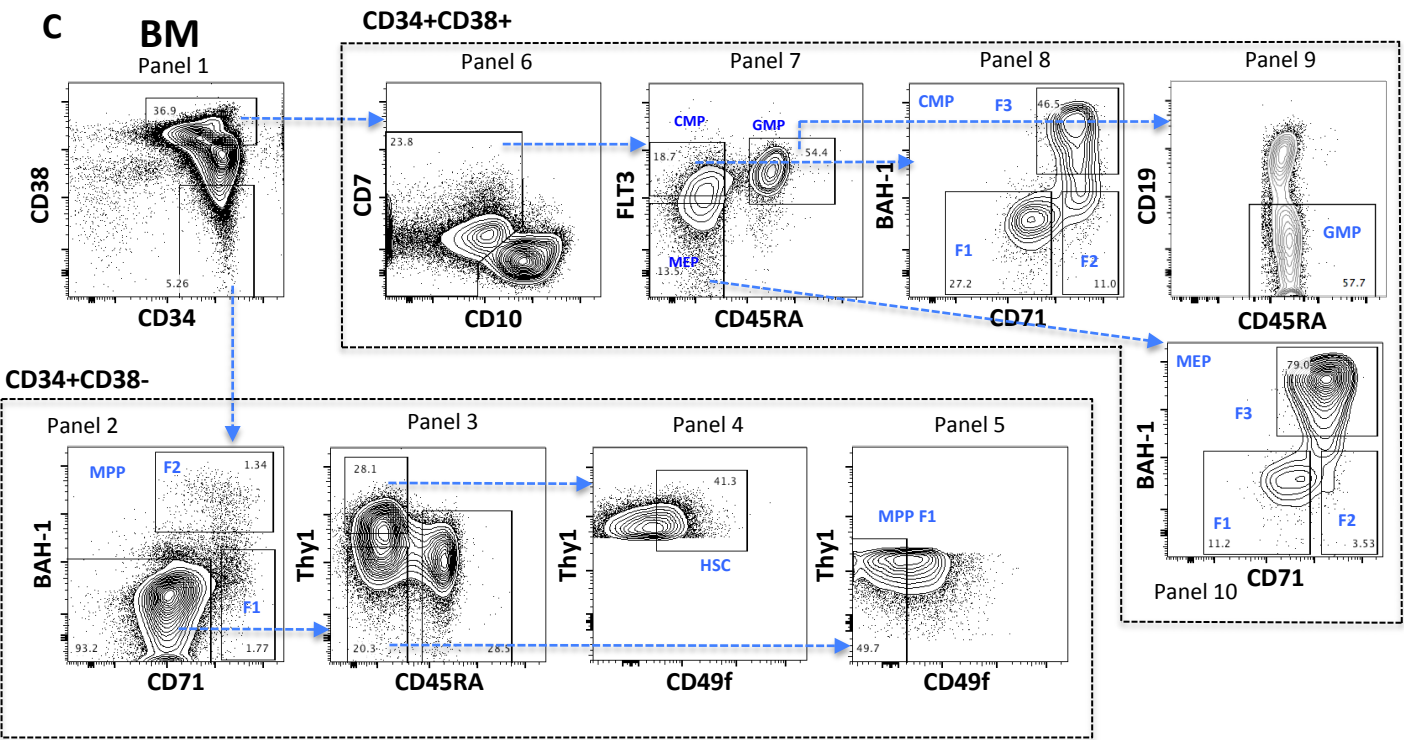 C
BM
Panel 1
36.9
5.26
CD38
CD34
CD34+CD38+
Panel 6
23.8
CD7
CD10
Panel 7
CMP
GMP
18.7
54.4
MEP
13.5
FLT3
CD45RA
Panel 8
CMP
F3
46.5
F1
27.2
F2
11.0
BAH-1
CD71
Panel 9
GMP
57.7
CD19
CD45RA
MEP
79.0
F3
F1
11.2
F2
3.53
BAH-1
CD71
Panel 10
CD34+CD38-
Panel 2
MPP
F2
1.34
F1
93.2
1.77
BAH-1
CD71
Panel 3
28.1
20.3
28.5
Thy1
CD45RA
Panel 4
41.3
HSC
Thy1
CD49f
Panel 5
MPP F1
49.7
Thy1
CD49f